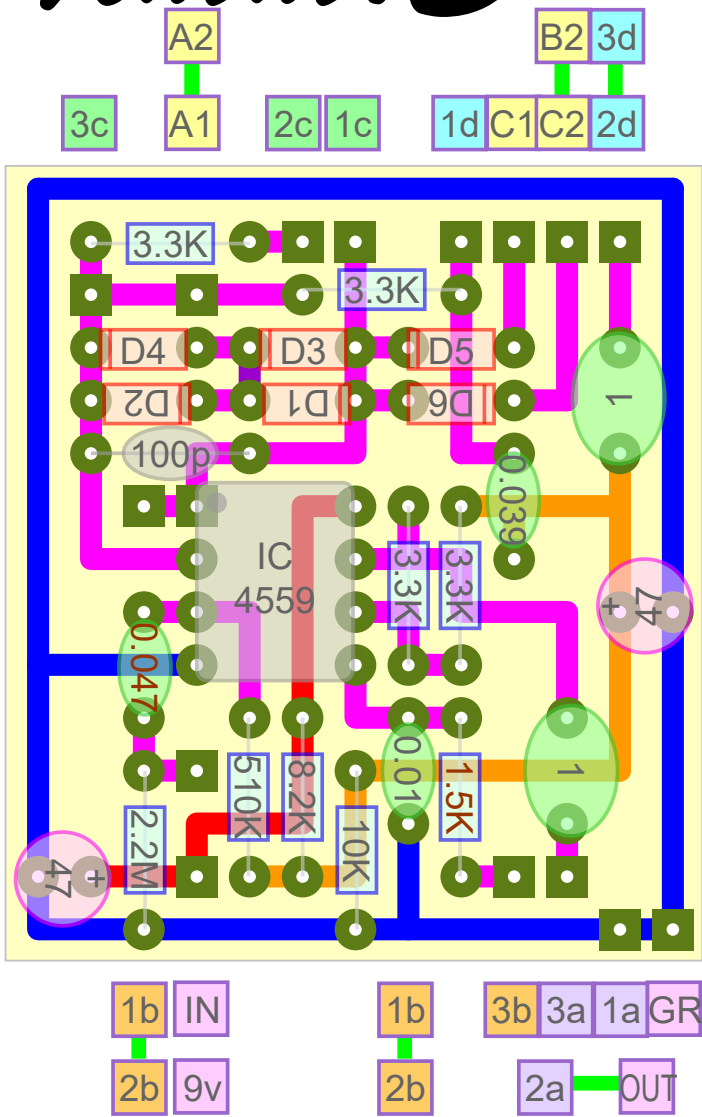 A2 B2 3d
3c A1 2c 1c 1d C1 C2 2d
3.3K
3.3K
D4 D3 D5
D2 D1 D6
1
100p
0.039
IC
4559
3.3K 3.3K
+ 47
0.047
510K 8.2K 0.01 1.5K 1
2.2M 10K
47 +
1b IN 1b 3b 3a 1a GR
2b 9v 2b 2a OUT